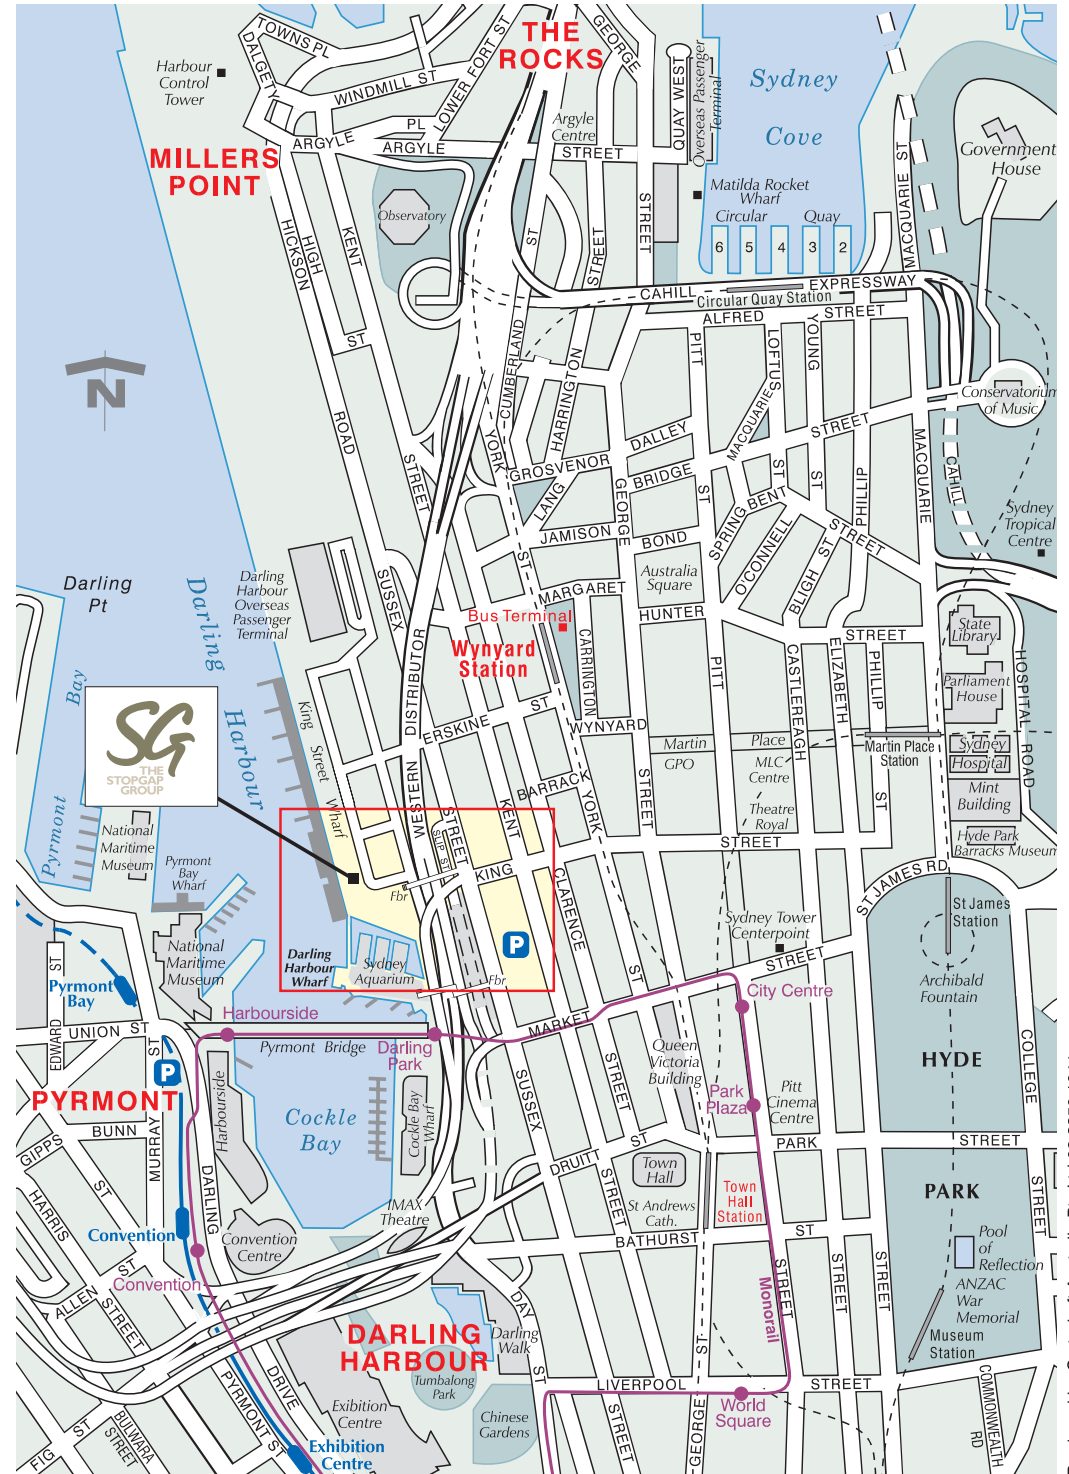 THE
ROCKS
TOWNS PL
DALGETY
Harbour
Control
Tower
WINDMILL ST
LOWER FORT ST
GEORGE
QUAY WEST
Overseas Passenger
Terminal
Sydney
Cove
Argyle
Centre
PL
ARGYLE
ARGYLE
STREET
MILLERS
POINT
Observatory
Matilda Rocket
Wharf
Circular Quay
6 5 4 3 2
MACQUARIE ST
Government
House
HICKSON
HIGH
KENT
ST
STREET
STREET
CAHILL
EXPRESSWAY
Circular Quay Station
ALFRED
STREET
ST
N
ROAD
STREET
CUMBERLAND
HARRINGTON
YORK
PITT
LOFTUS
YOUNG
MACQUARIE
Conservatorium
of Music
DALLEY
STREET
GROSVENOR
BRIDGE
LANG
GEORGE
ST
ST
ST
PHILLIP
MACQUARIE
CAHILL
SPRING
BENT
STREET
JAMISON
BOND
ST
O'CONNELL
BLIGH ST
Sydney
Tropical
Centre
Darling
Pt
Darling
Harbour
Darling
Harbour
Overseas
Passenger
Terminal
SUSSEX
Australia
Square
MARGARET
HUNTER
STREET
Bus Terminal
Wynyard
Station
CARRINGTON
PITT
CASTLEREAGH
ELIZABETH
PHILLIP
State
Library
Parliament
House
HOSPITAL
ROAD
Bay
Pyrmont
SG
THE
STOPGAP
GROUP
King
Street
Wharf
DISTRIBUTOR
WESTERN
ERSKINE
ST
WYNYARD
Martin
Place
GPO
MLC
Centre
Martin Place
Station
Sydney
Hospital
Mint
Building
BARRACK
YORK
STREET
Theatre
Royal
ST
Hyde Park
Barracks Museum
National
Maritime
Museum
Pyrmont
Bay
Wharf
STREET
SLIP ST
KENT
KING
STREET
Fbr
CLARENCE
ST JAMES RD
St James
Station
National
Maritime
Museum
Darling
Harbour
Wharf
Sydney
Aquarium
P
Fbr
Sydney Tower
Centerpoint
STREET
ST
Archibald
Fountain
Pyrmont
Bay
EDWARD ST
UNION ST
Harbourside
Pyrmont Bridge
Darling
Park
MARKET
City Centre
HYDE
COLLEGE
P
PYRMONT
Harbourside
Cockle
Bay
Cockle Bay
Wharf
SUSSEX
STREET
Queen
Victoria
Building
Park
Plaza
Pitt
Cinema
Centre
GIPPS
BUNN
ST
MURRAY
ST
DARLING
DRUITT
ST
PARK
STREET
HARRIS
STREET
Town
Hall
St Andrews
Cath.
Town
Hall
Station
PARK
STREET
IMAX
Theatre
STREET
BATHURST
ST
Convention
Convention
Centre
Pool
of
Reflection
ANZAC
War
Memorial
Convention
ALLEN ST
DAY
Monorail
STREET
STREET
STREET
DARLING
HARBOUR
Darling
Walk
Museum
Station
Tumbalong
Park
ST
ST
LIVERPOOL
STREET
World
Square
DRIVE
PYRMONT ST
Exibition
Centre
Chinese
Gardens
STREET
GEORGE
COMMONWEALTH
RD
FIG ST
BULWARA
STREET
Exhibition
Centre